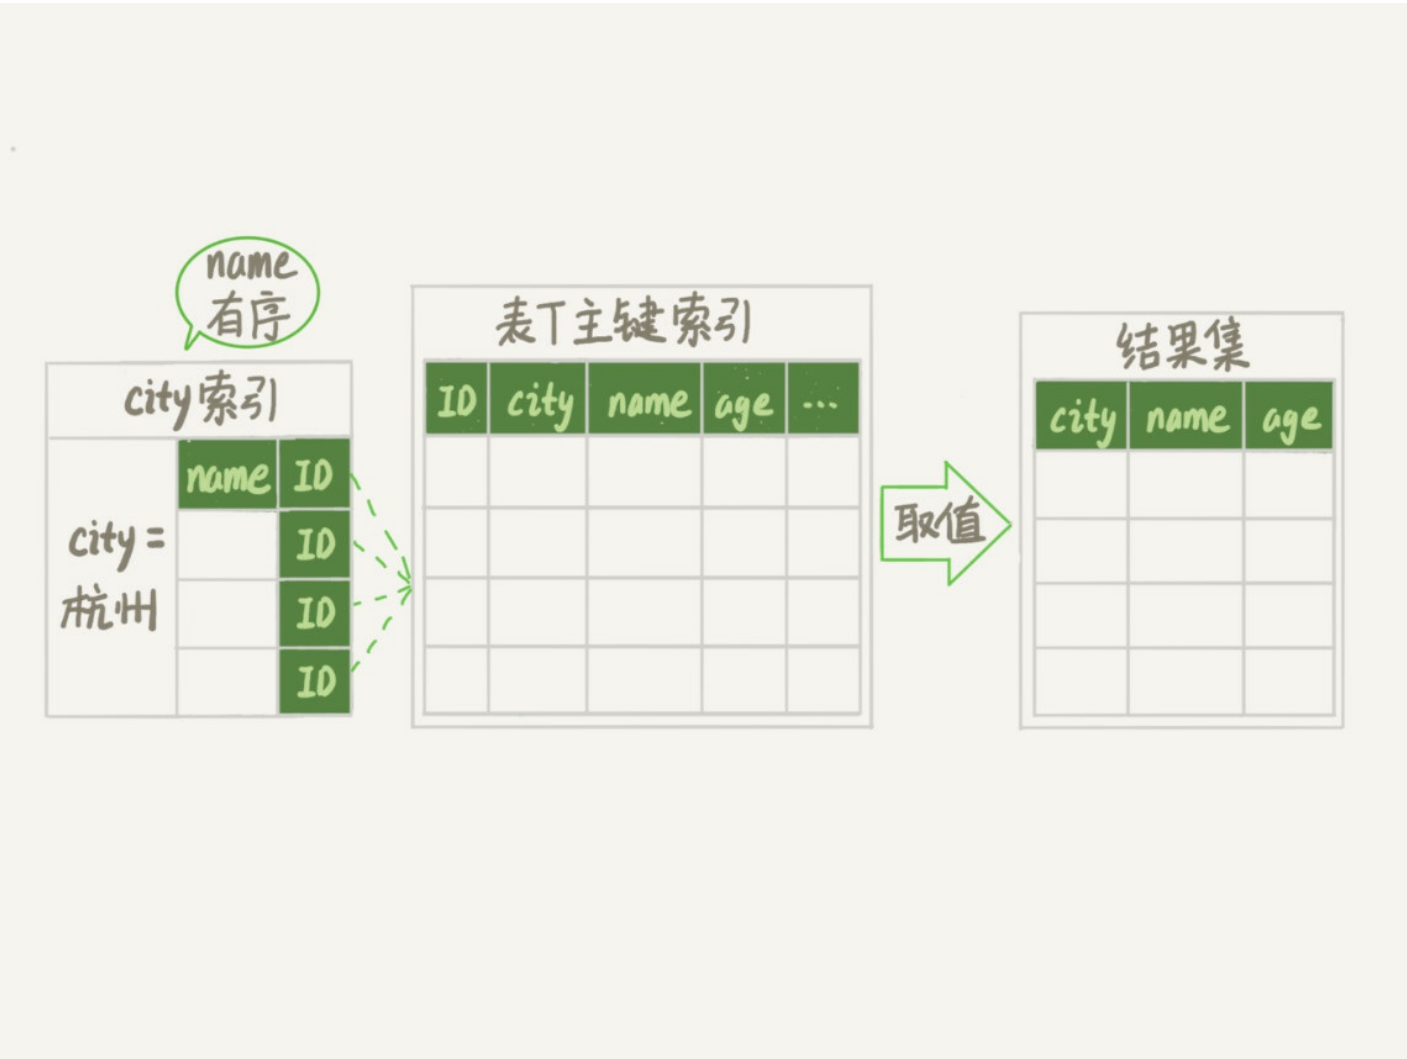 name
有序
city索引
name ID
city=
杭州
ID
ID
ID
表T主键索引
ID city name age ...
取值
结果集
city name age